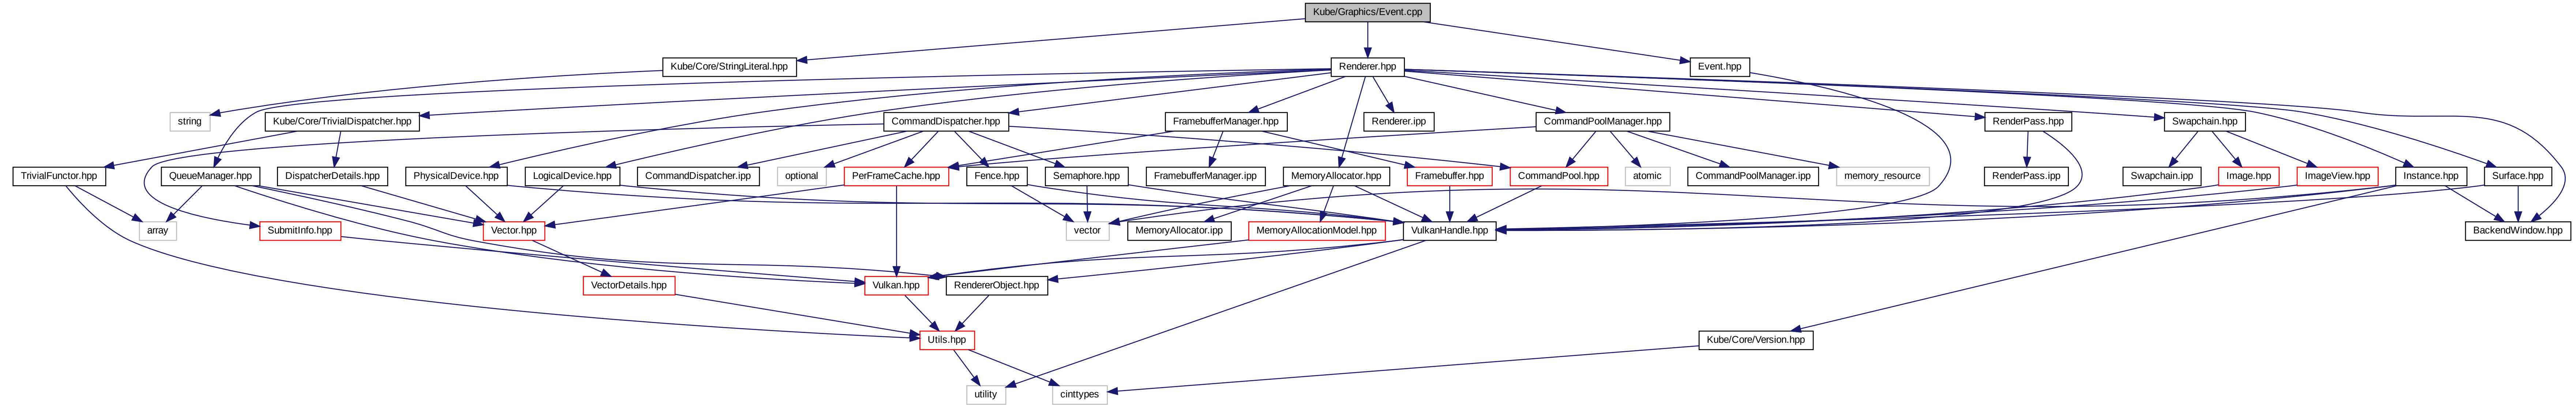 Kube/Graphics/Event.cpp
Kube/Core/StringLiteral.hpp
Renderer.hpp
Event.hpp
string
Kube/Core/TrivialDispatcher.hpp
CommandDispatcher.hpp
FramebufferManager.hpp
Renderer.ipp
CommandPoolManager.hpp
RenderPass.hpp
Swapchain.hpp
TrivialFunctor.hpp
QueueManager.hpp
DispatcherDetails.hpp
PhysicalDevice.hpp
LogicalDevice.hpp
CommandDispatcher.ipp
optional
PerFrameCache.hpp
Fence.hpp
Semaphore.hpp
FramebufferManager.ipp
MemoryAllocator.hpp
Framebuffer.hpp
CommandPool.hpp
atomic
CommandPoolManager.ipp
memory_resource
RenderPass.ipp
Swapchain.ipp
Image.hpp
ImageView.hpp
Instance.hpp
Surface.hpp
array
SubmitInfo.hpp
Vector.hpp
vector
MemoryAllocator.ipp
MemoryAllocationModel.hpp
VulkanHandle.hpp
BackendWindow.hpp
VectorDetails.hpp
Vulkan.hpp
RendererObject.hpp
Utils.hpp
Kube/Core/Version.hpp
utility
cinttypes